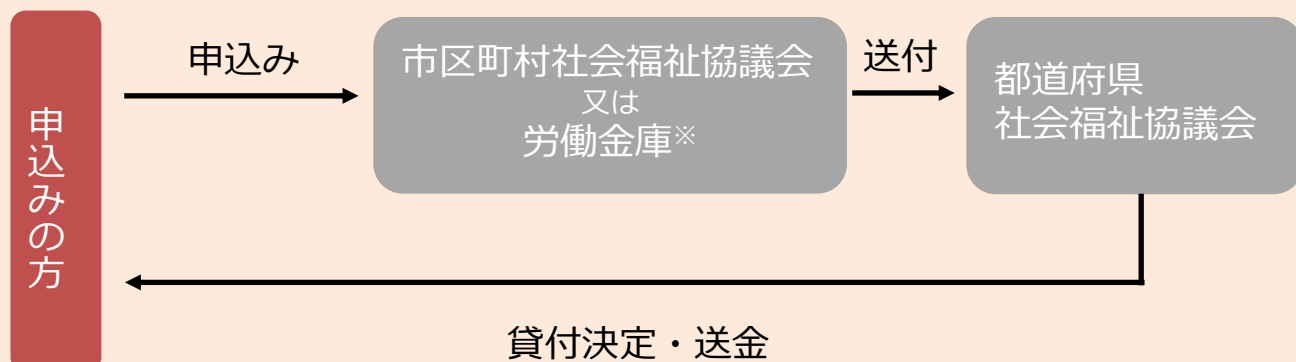 申込みの方
申込み
市区町村社会福祉協議会
又は
労働金庫※
送付
都道府県
社会福祉協議会
貸付決定・送金